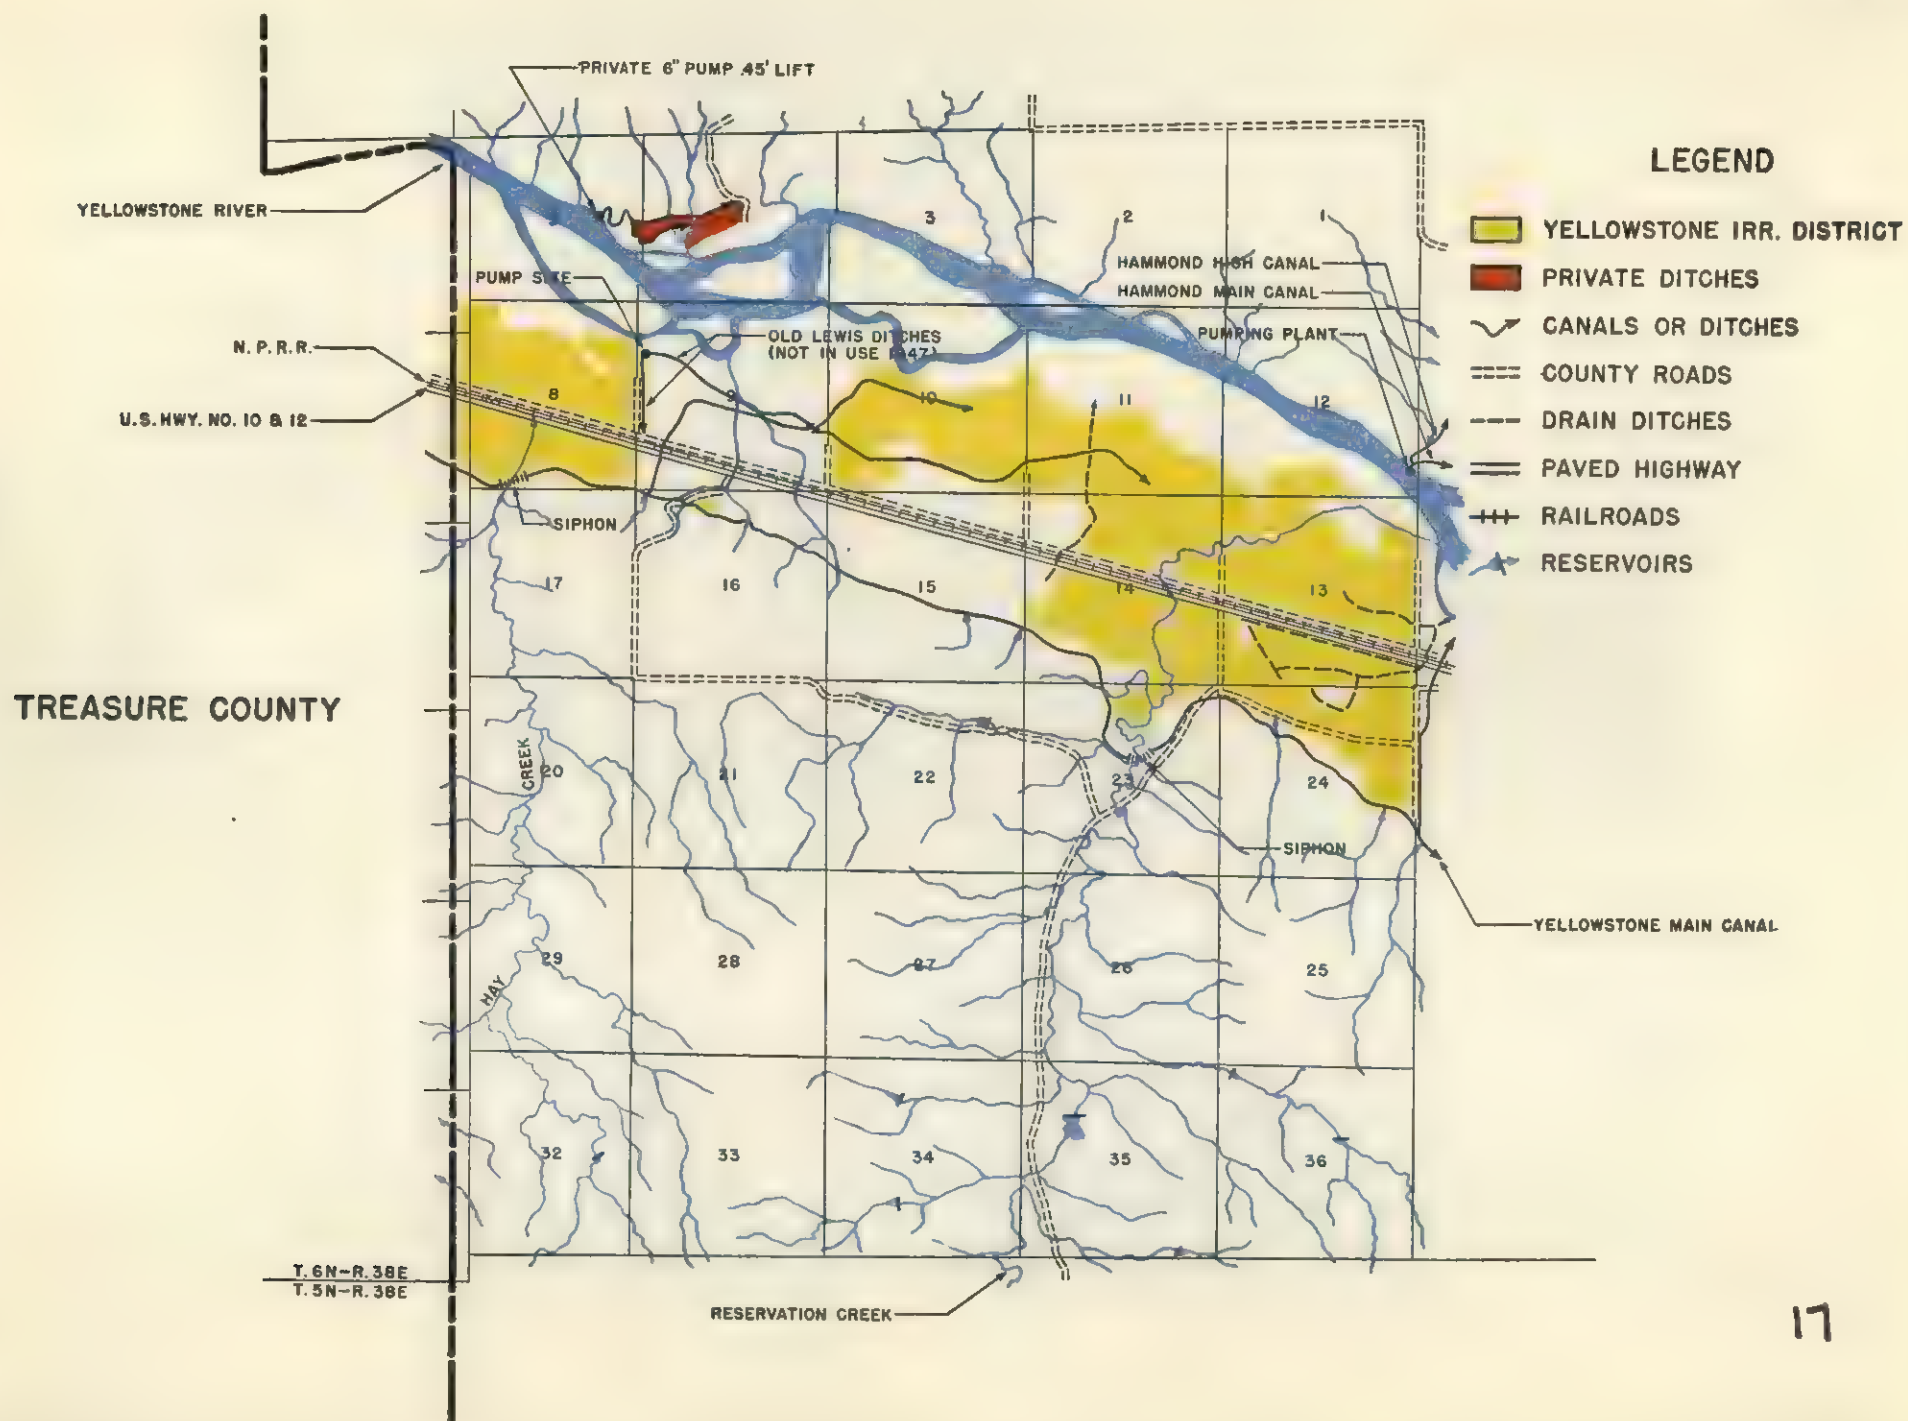 PRIVATE 6" PUMP .45' LIFT
LEGEND
YELLOWSTONE RIVER
YELLOWSTONE IRR. DISTRICT
PRIVATE DITCHES
CANALS OR DITCHES
COUNTY ROADS
DRAIN DITCHES
PAVED HIGHWAY
RAILROADS
RESERVOIRS
3
2
1
HAMMOND HIGH CANAL
HAMMOND MAIN CANAL
PUMPING PLANT
PUMP SITE
OLD LEWIS DITCHES
(NOT IN USE 1947)
N.P.R.R.
U.S. HWY. NO. 10 & 12
8
9
10
11
12
SIPHON
17
16
15
14
13
TREASURE COUNTY
CREEK
20
21
22
23
24
SIPHON
YELLOWSTONE MAIN CANAL
HAY
29
28
27
26
25
32
33
34
35
36
T. 6N-R. 38E
T. 5N-R. 38E
RESERVATION CREEK
17